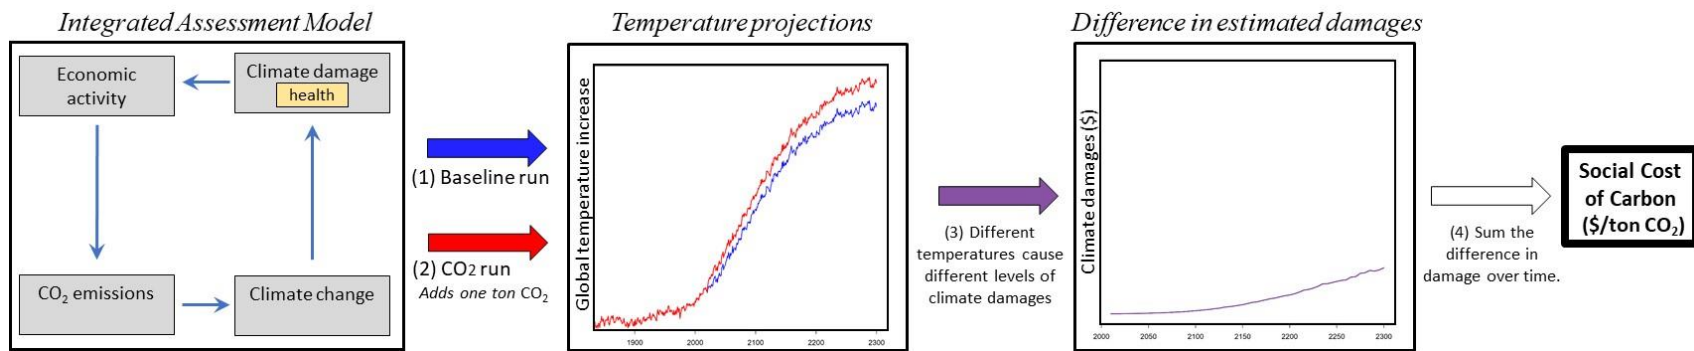 Integrated Assessment Model
Economic
activity
Climate damage
health
CO₂ emissions
Climate change
(1) Baseline run
(2) CO2 run
Adds one ton CO₂
Temperature projections
Global temperature increase
1900 2000 2100 2200 2300
(3) Different
temperatures cause
different levels of
climate damages
Difference in estimated damages
Climate damages ($)
2000 2050 2100 2150 2200 2250 2300
(4) Sum the
difference in
damage over time.
Social Cost
of Carbon
($/ton CO₂)